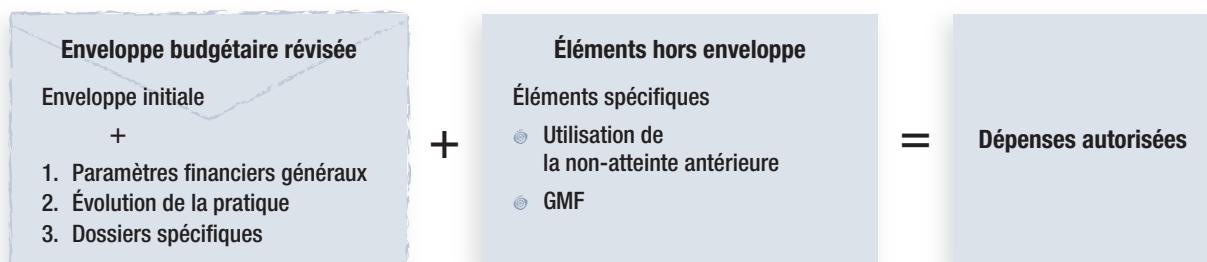 Enveloppe budgétaire révisée
Enveloppe initiale
+
1. Paramètres financiers généraux
2. Évolution de la pratique
3. Dossiers spécifiques
+
Éléments hors enveloppe
Éléments spécifiques
Utilisation de
la non-atteinte antérieure
GMF
=
Dépenses autorisées